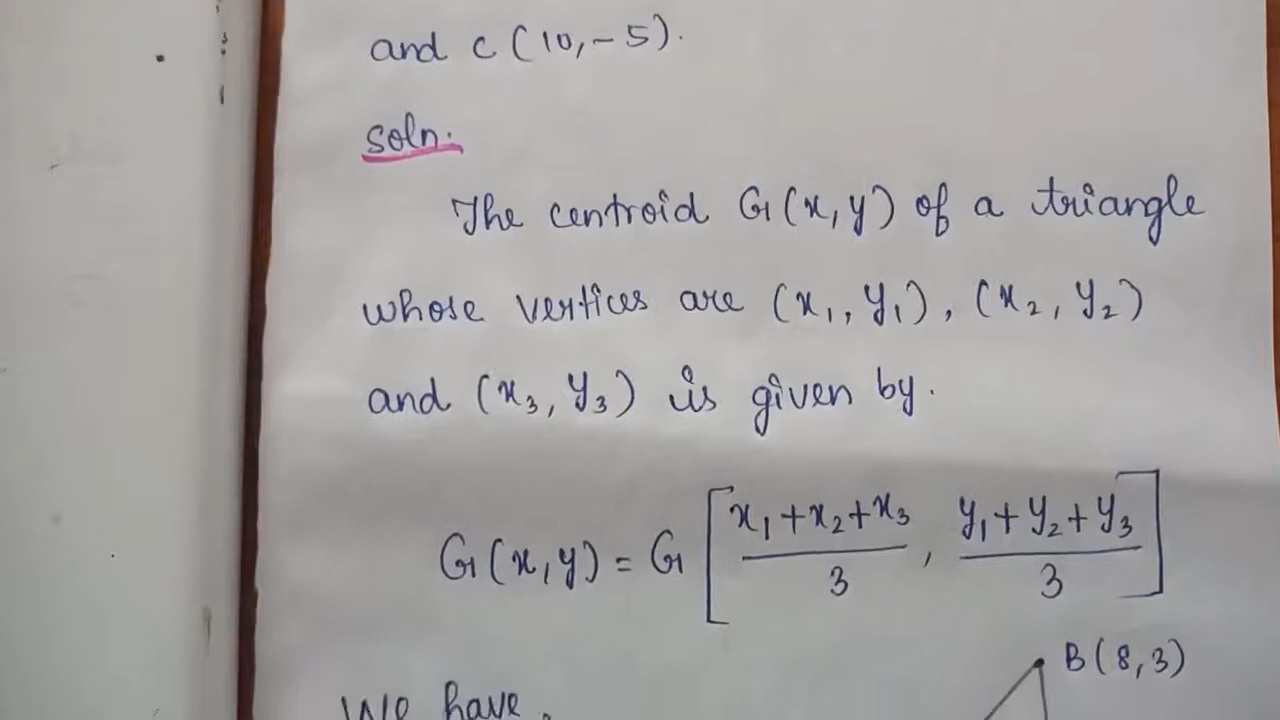 and C(10,-5).
Soln.
The centroid G(x,y) of a triangle
whose vertices are (x₁, y₁), (x₂, y₂)
and (x₃, y₃) is given by.
G(x,y) = G [ (x₁+x₂+x₃)/3 , (y₁+y₂+y₃)/3 ]
B(8,3)
We have,